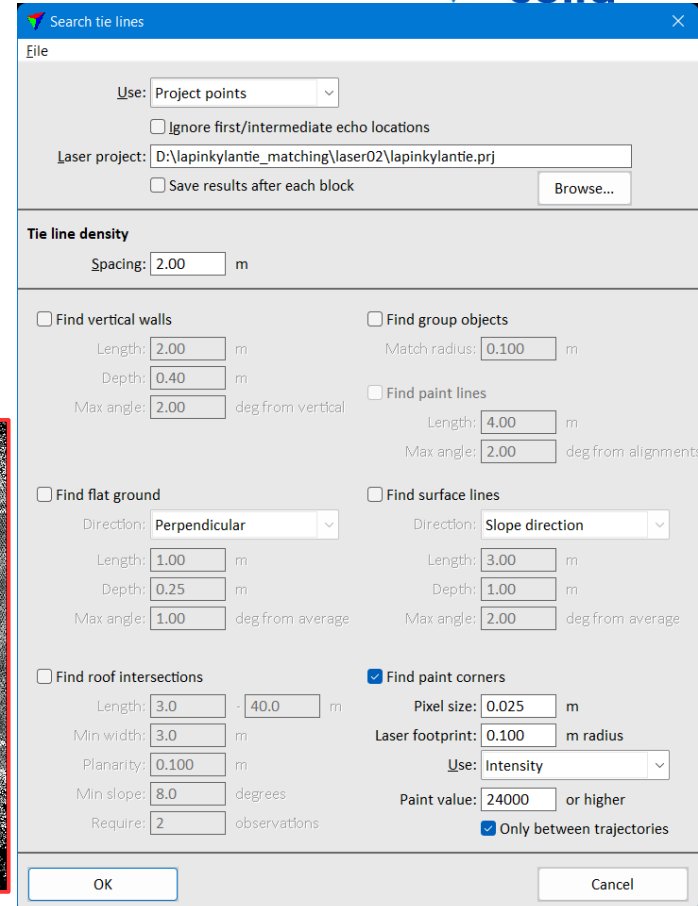 Search tie lines
File
Use: Project points
Ignore first/intermediate echo locations
Laser project: D:\lapinkylantie_matching\laser02\lapinkylantie.prj
Save results after each block
Browse...
Tie line density
Spacing: 2.00 m
Find vertical walls
Length: 2.00 m
Depth: 0.40 m
Max angle: 2.00 deg from vertical
Find group objects
Match radius: 0.100 m
Find paint lines
Length: 4.00 m
Max angle: 2.00 deg from alignments
Find flat ground
Direction: Perpendicular
Length: 1.00 m
Depth: 0.25 m
Max angle: 1.00 deg from average
Find surface lines
Direction: Slope direction
Length: 3.00 m
Depth: 1.00 m
Max angle: 2.00 deg from average
Find roof intersections
Length: 3.0 - 40.0 m
Min width: 3.0 m
Planarity: 0.100 m
Min slope: 8.0 degrees
Require: 2 observations
Find paint corners
Pixel size: 0.025 m
Laser footprint: 0.100 m radius
Use: Intensity
Paint value: 24000 or higher
Only between trajectories
OK
Cancel